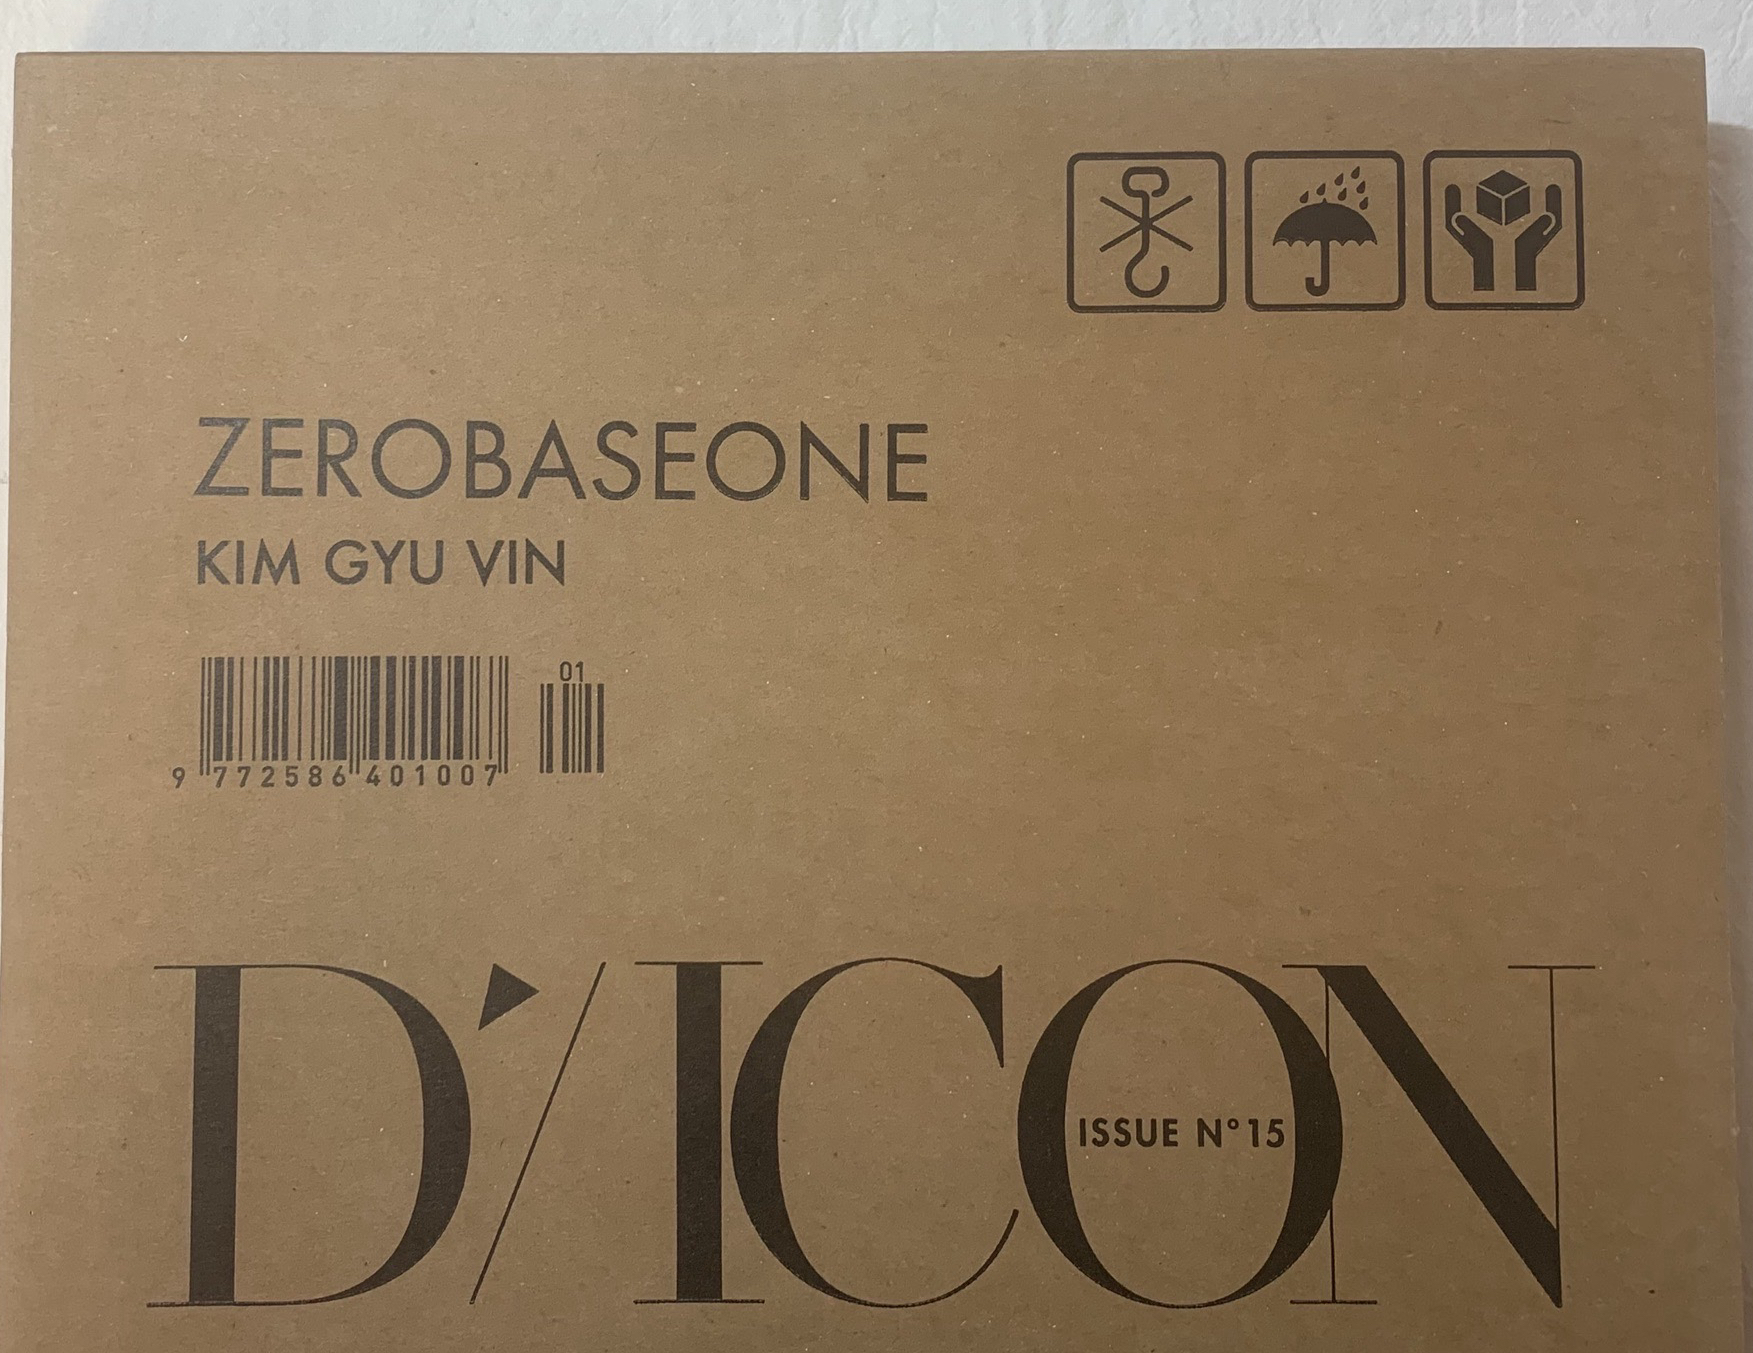 ZEROBASEONE
KIM GYU VIN
01
9 772586 401007
D'/ICON
ISSUE N°15